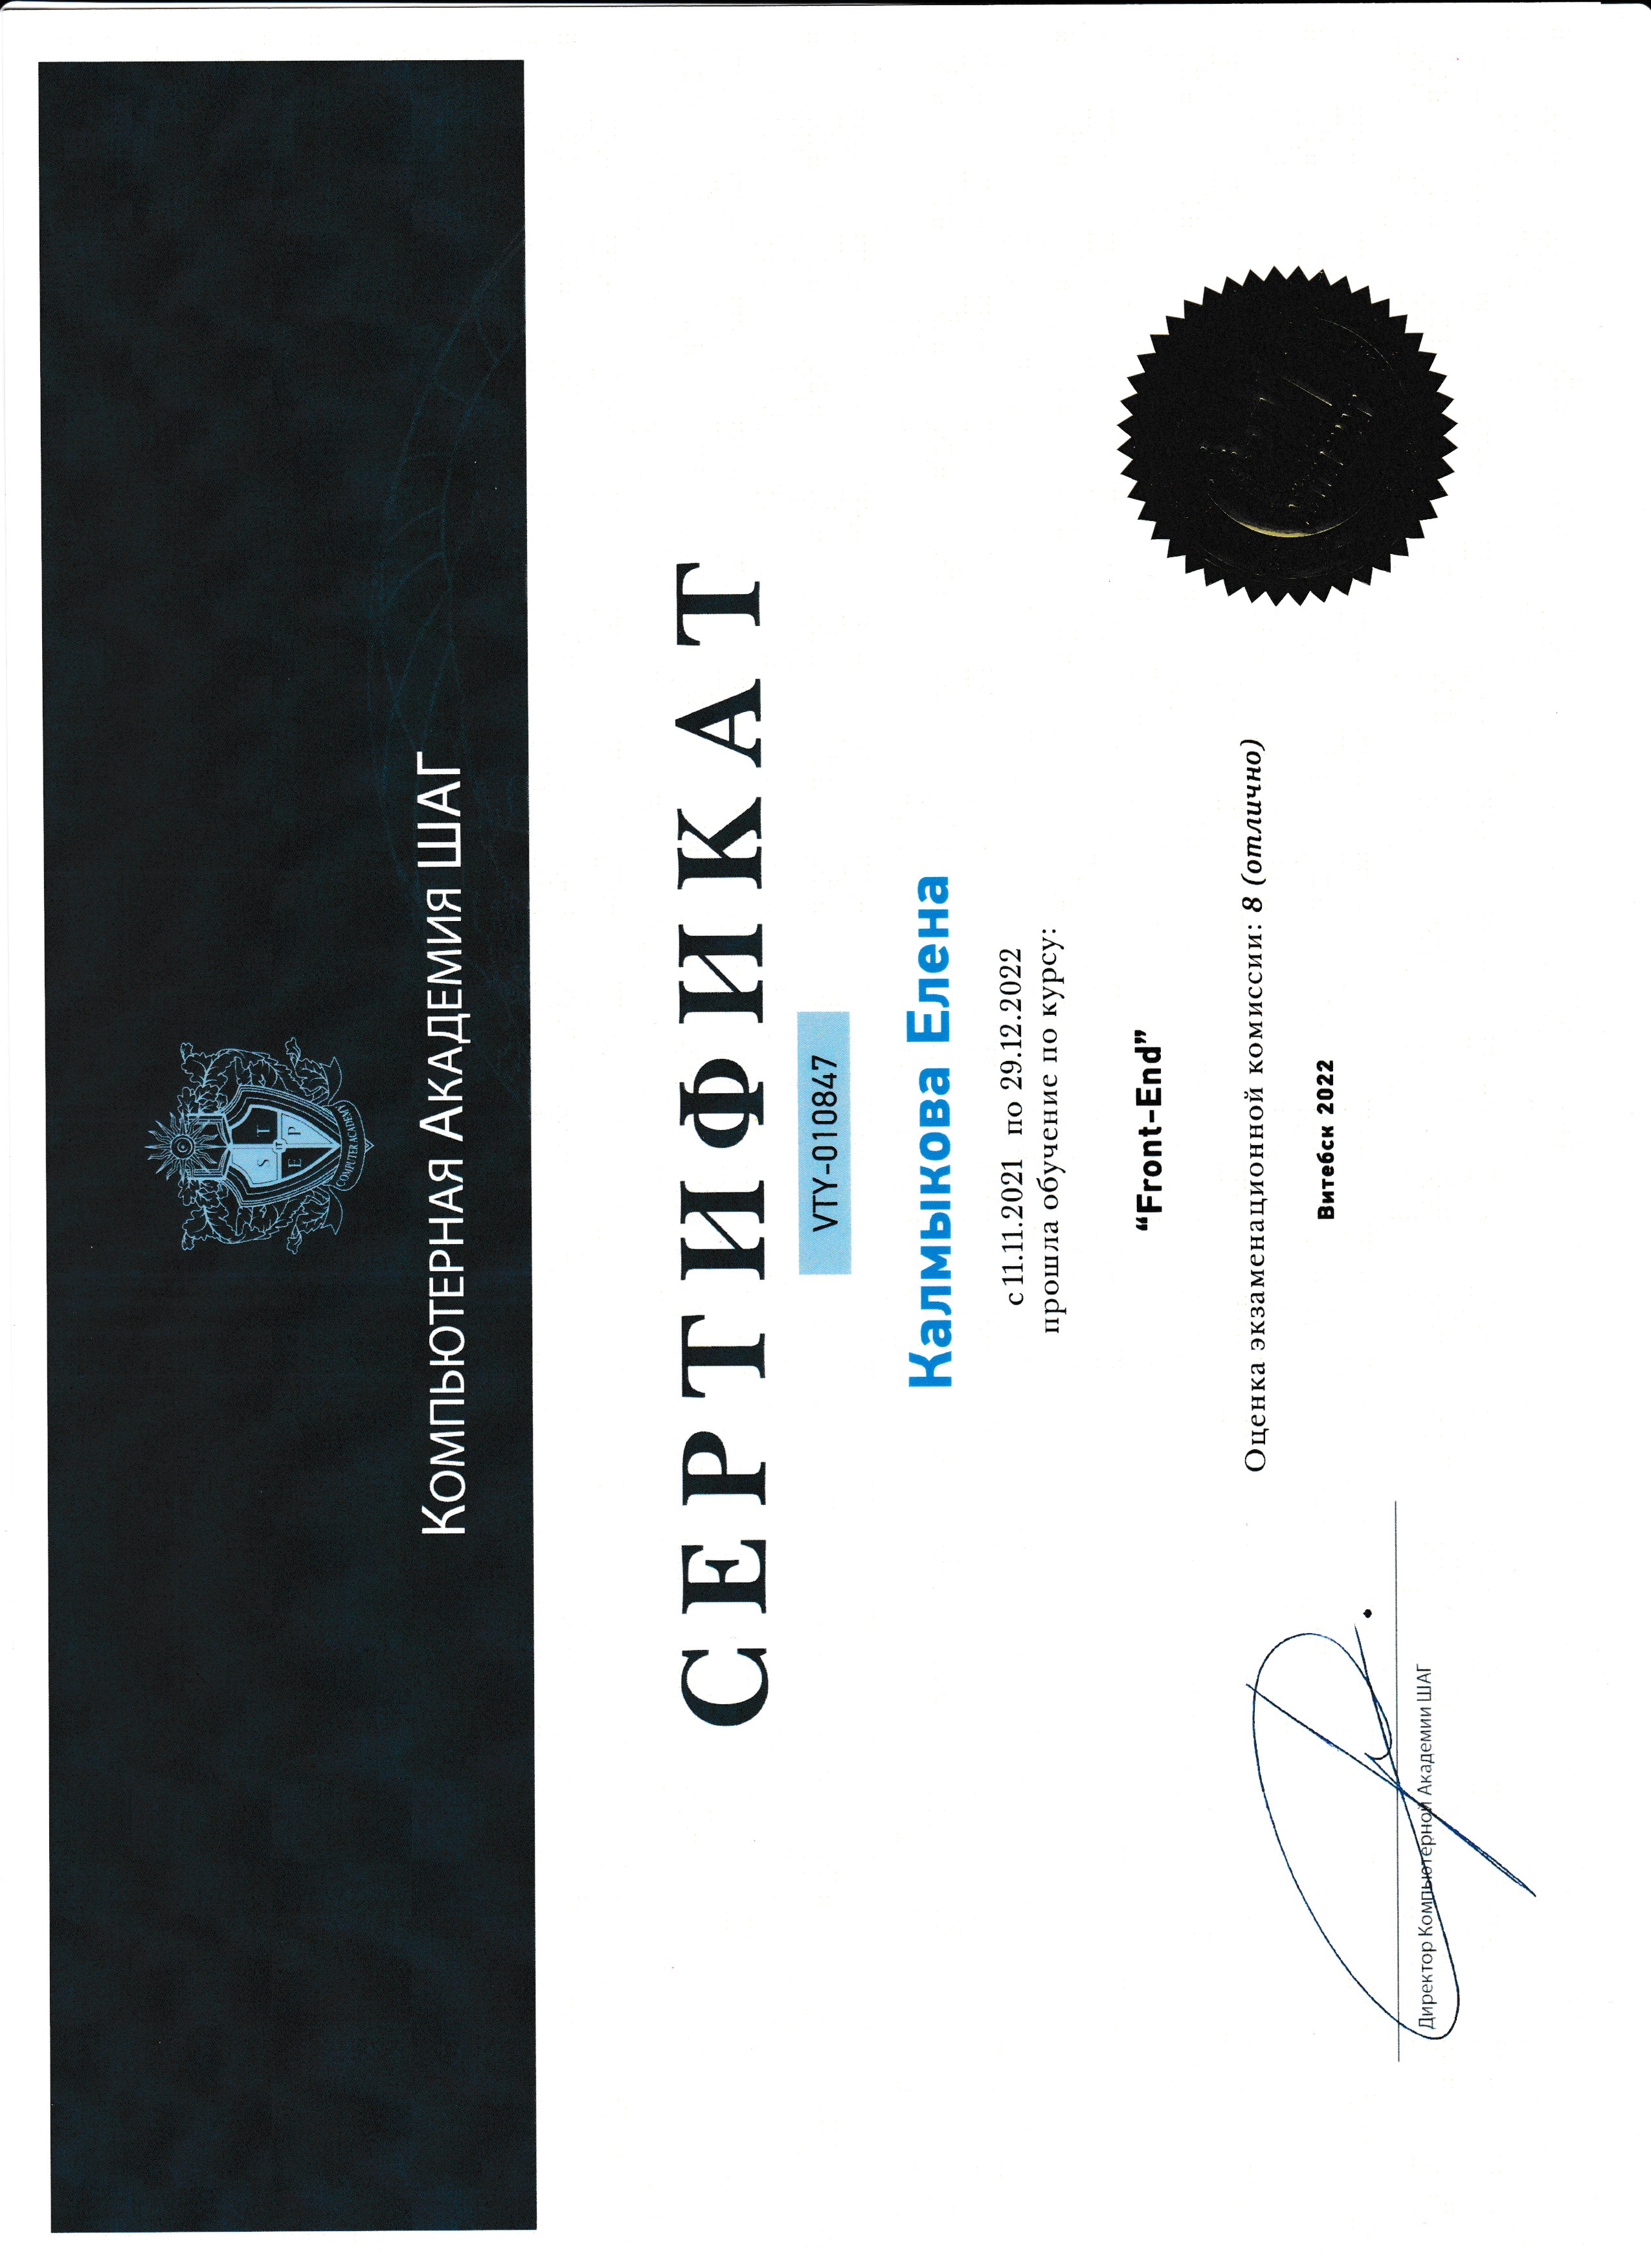 S T
IT
E P
COMPUTER ACADEMY
КОМПЬЮТЕРНАЯ АКАДЕМИЯ ШАГ
СЕРТИФИКАТ
VTY-010847
Калмыкова Елена
с 11.11.2021 по 29.12.2022
прошла обучение по курсу:
“Front-End”
Оценка экзаменационной комиссии: 8 (отлично)
Витебск 2022
Директор Компьютерной Академии ШАГ